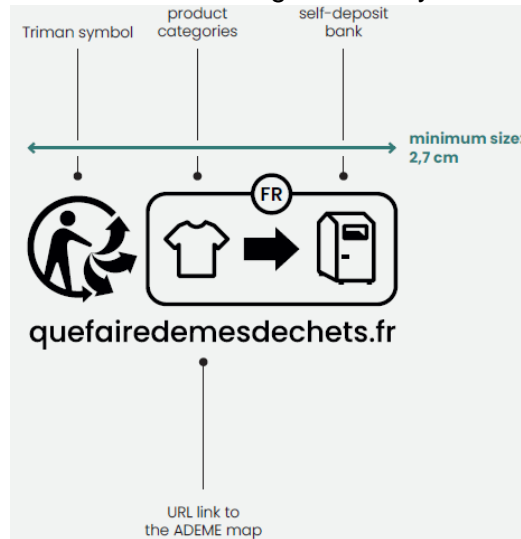 Triman symbol
product
categories
self-deposit
bank
minimum size:
2,7 cm
FR
quefairedemesdechets.fr
URL link to
the ADEME map